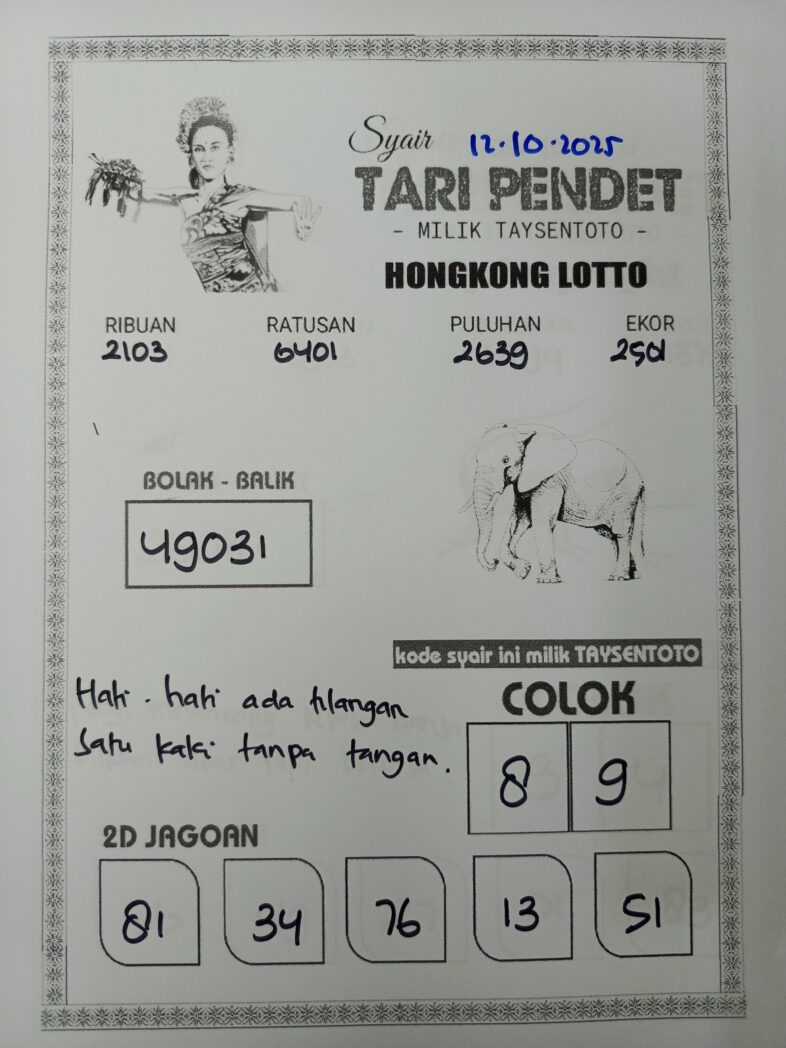 Syair 12.10.2025
TARI PENDET
- MILIK TAYSENTOTO -
HONGKONG LOTTO
RIBUAN RATUSAN PULUHAN EKOR
2103 6401 2639 2501
BOLAK - BALIK
49031
kode syair ini milik TAYSENTOTO
Hati - hati ada tilangan
Satu kaki tanpa tangan.
COLOK
8 9
2D JAGOAN
81 34 76 13 51